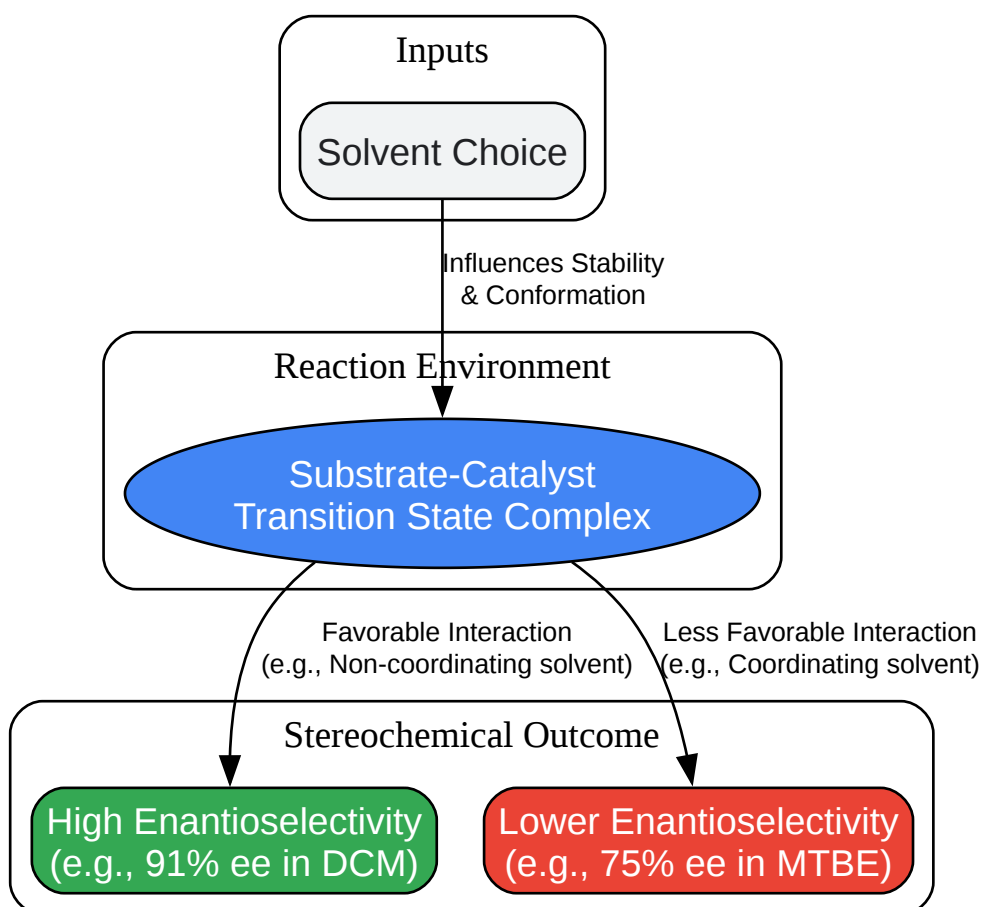 Inputs
Solvent Choice
Influences Stability
& Conformation
Reaction Environment
Substrate-Catalyst
Transition State Complex
Favorable Interaction
(e.g., Non-coordinating solvent)
Less Favorable Interaction
(e.g., Coordinating solvent)
Stereochemical Outcome
High Enantioselectivity
(e.g., 91% ee in DCM)
Lower Enantioselectivity
(e.g., 75% ee in MTBE)